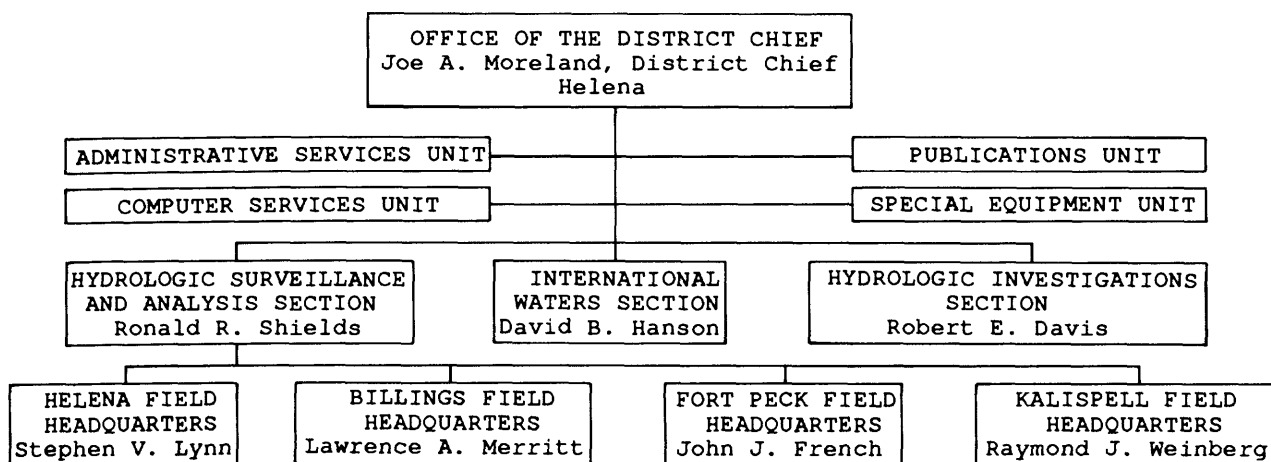 OFFICE OF THE DISTRICT CHIEF
Joe A. Moreland, District Chief
Helena
ADMINISTRATIVE SERVICES UNIT
PUBLICATIONS UNIT
COMPUTER SERVICES UNIT
SPECIAL EQUIPMENT UNIT
HYDROLOGIC SURVEILLANCE
AND ANALYSIS SECTION
Ronald R. Shields
INTERNATIONAL
WATERS SECTION
David B. Hanson
HYDROLOGIC INVESTIGATIONS
SECTION
Robert E. Davis
HELENA FIELD
HEADQUARTERS
Stephen V. Lynn
BILLINGS FIELD
HEADQUARTERS
Lawrence A. Merritt
FORT PECK FIELD
HEADQUARTERS
John J. French
KALISPELL FIELD
HEADQUARTERS
Raymond J. Weinberg